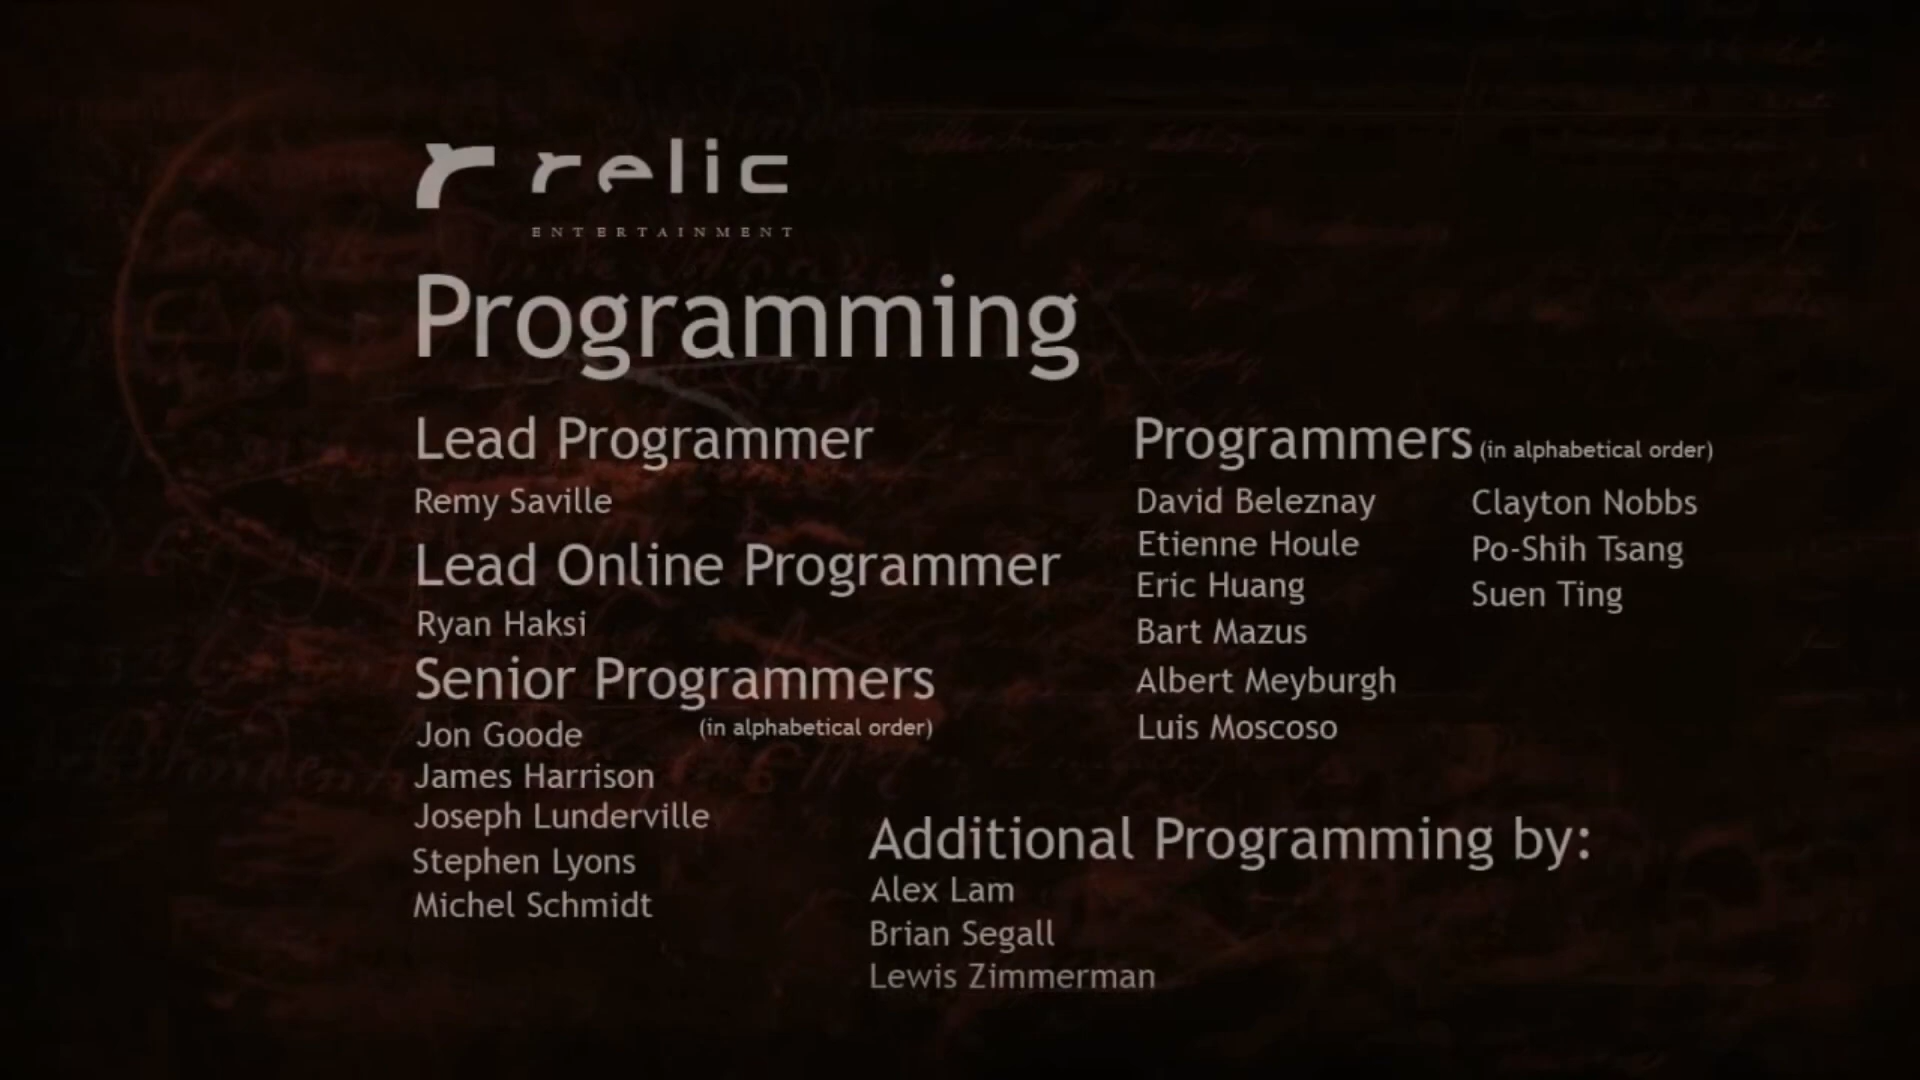 relic
ENTERTAINMENT
Programming
Lead Programmer
Remy Saville
Lead Online Programmer
Ryan Haksi
Senior Programmers
(in alphabetical order)
Jon Goode
James Harrison
Joseph Lunderville
Stephen Lyons
Michel Schmidt
Programmers (in alphabetical order)
David Beleznay
Etienne Houle
Eric Huang
Bart Mazus
Albert Meyburgh
Luis Moscoso
Clayton Nobbs
Po-Shih Tsang
Suen Ting
Additional Programming by:
Alex Lam
Brian Segall
Lewis Zimmerman